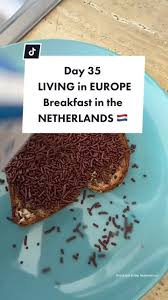 Day 35
LIVING in EUROPE
Breakfast in the
NETHERLANDS 🇳🇱